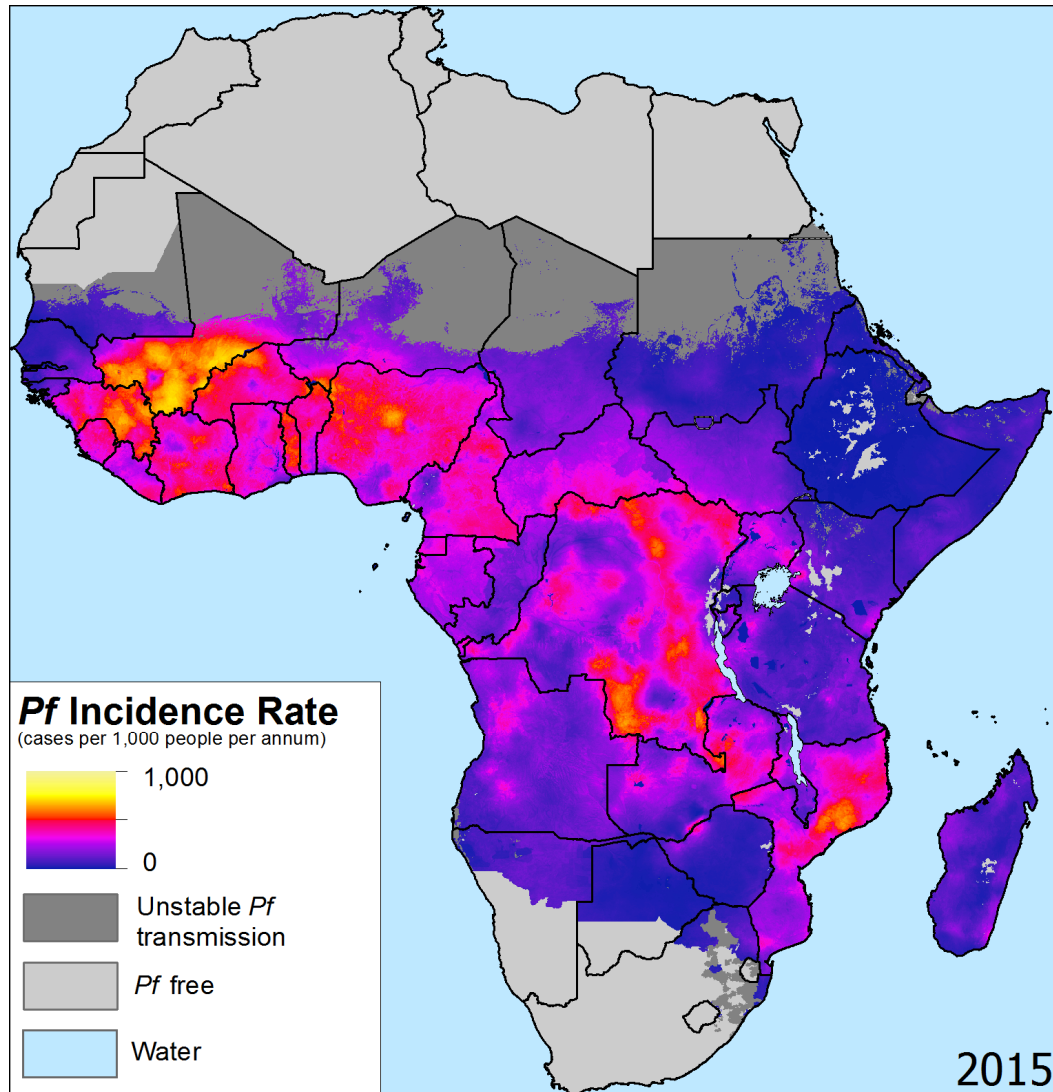 Pf Incidence Rate
(cases per 1,000 people per annum)
1,000
0
Unstable Pf
transmission
Pf free
Water
2015